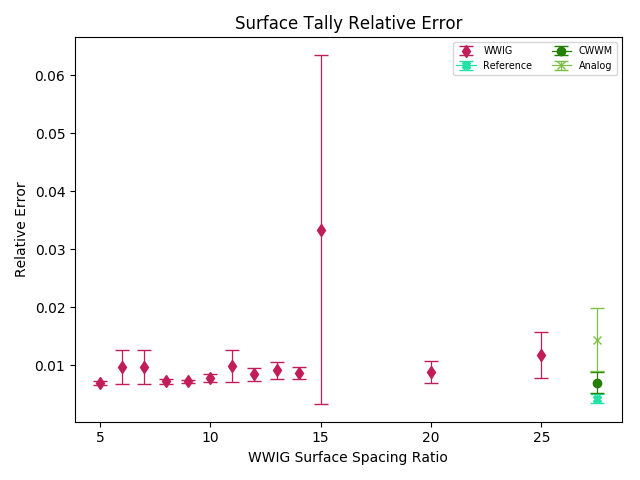 Surface Tally Relative Error
WWIG
Reference
CWWM
Analog
0.06
0.05
0.04
0.03
0.02
0.01
Relative Error
5 10 15 20 25
WWIG Surface Spacing Ratio